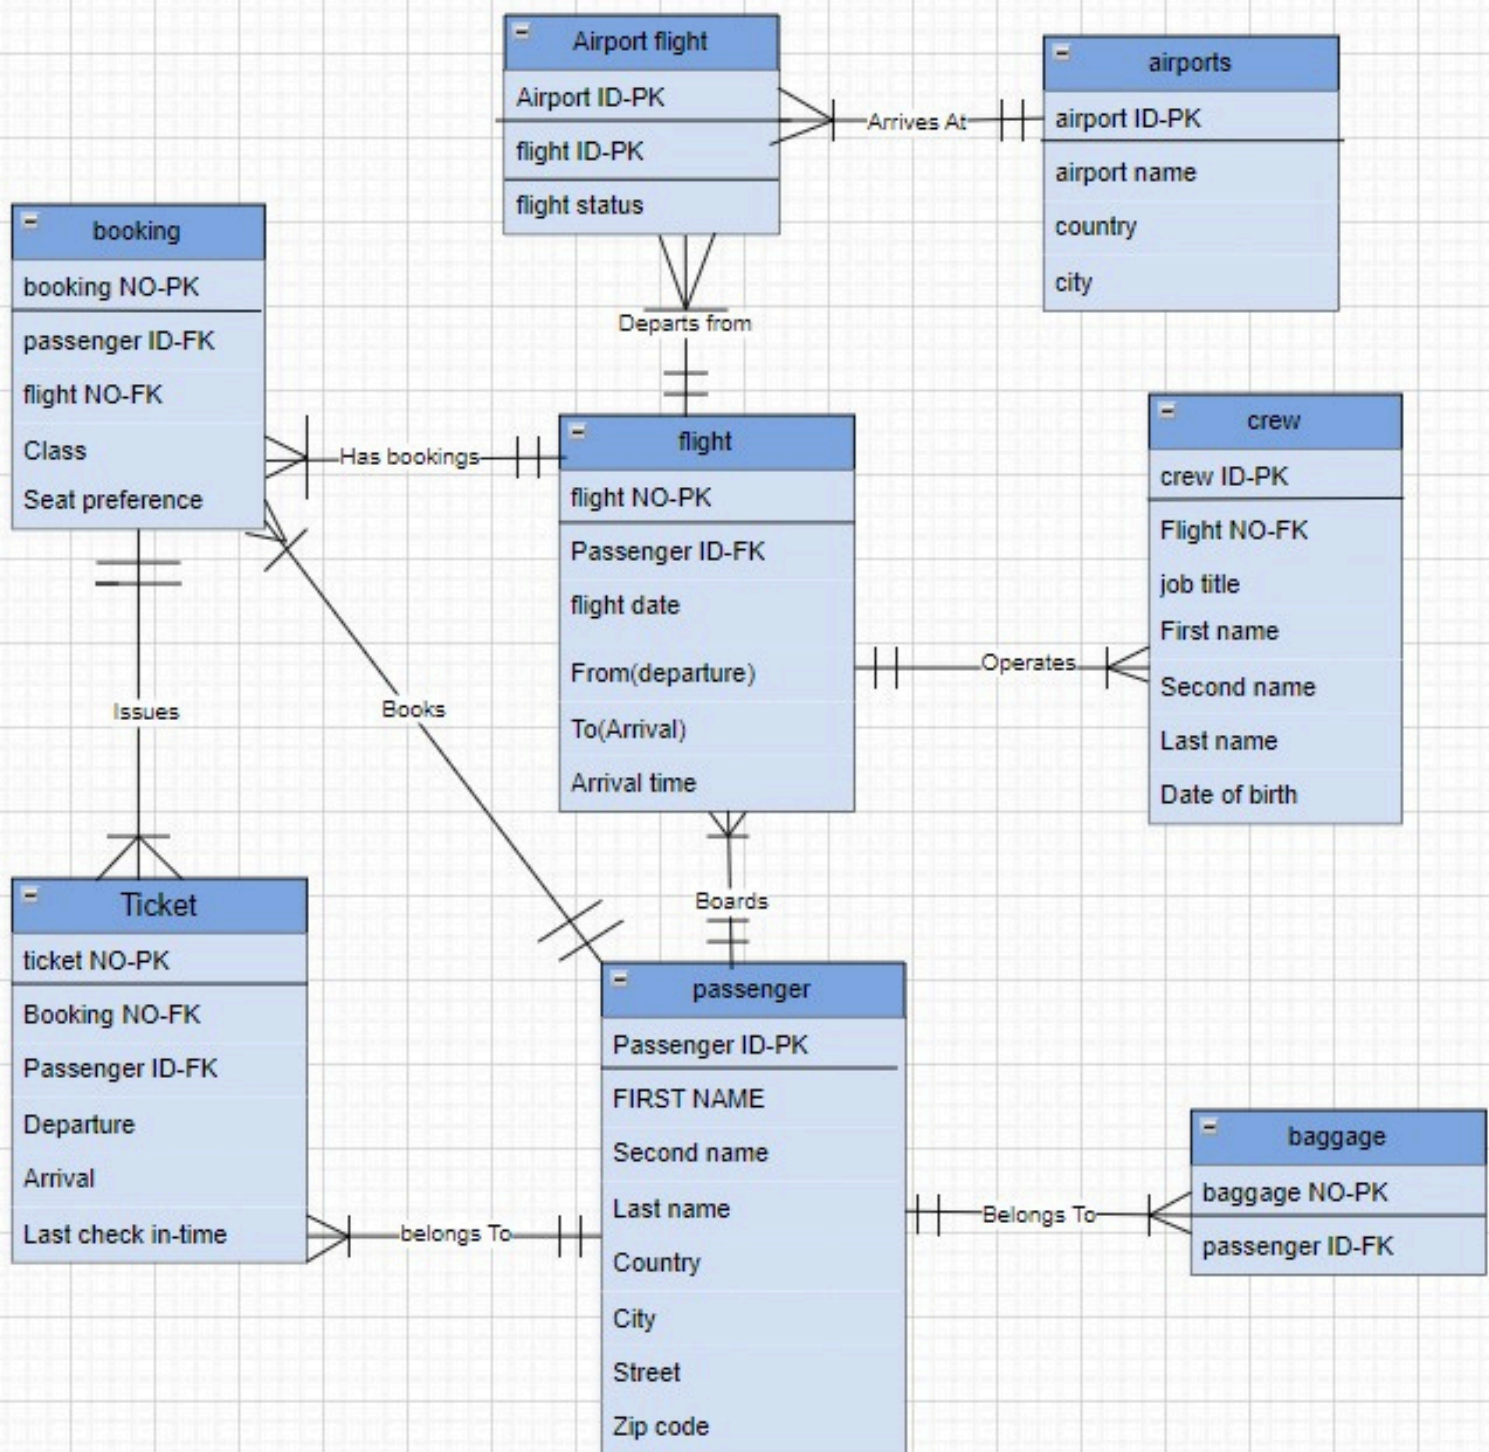 Airport flight
Airport ID-PK
flight ID-PK
flight status
Arrives At
airports
airport ID-PK
airport name
country
city
booking
booking NO-PK
passenger ID-FK
flight NO-FK
Class
Seat preference
Departs from
Has bookings
flight
flight NO-PK
Passenger ID-FK
flight date
From(departure)
To(Arrival)
Arrival time
crew
crew ID-PK
Flight NO-FK
job title
First name
Second name
Last name
Date of birth
Operates
Issues
Books
Boards
Ticket
ticket NO-PK
Booking NO-FK
Passenger ID-FK
Departure
Arrival
Last check in-time
belongs To
passenger
Passenger ID-PK
FIRST NAME
Second name
Last name
Country
City
Street
Zip code
Belongs To
baggage
baggage NO-PK
passenger ID-FK